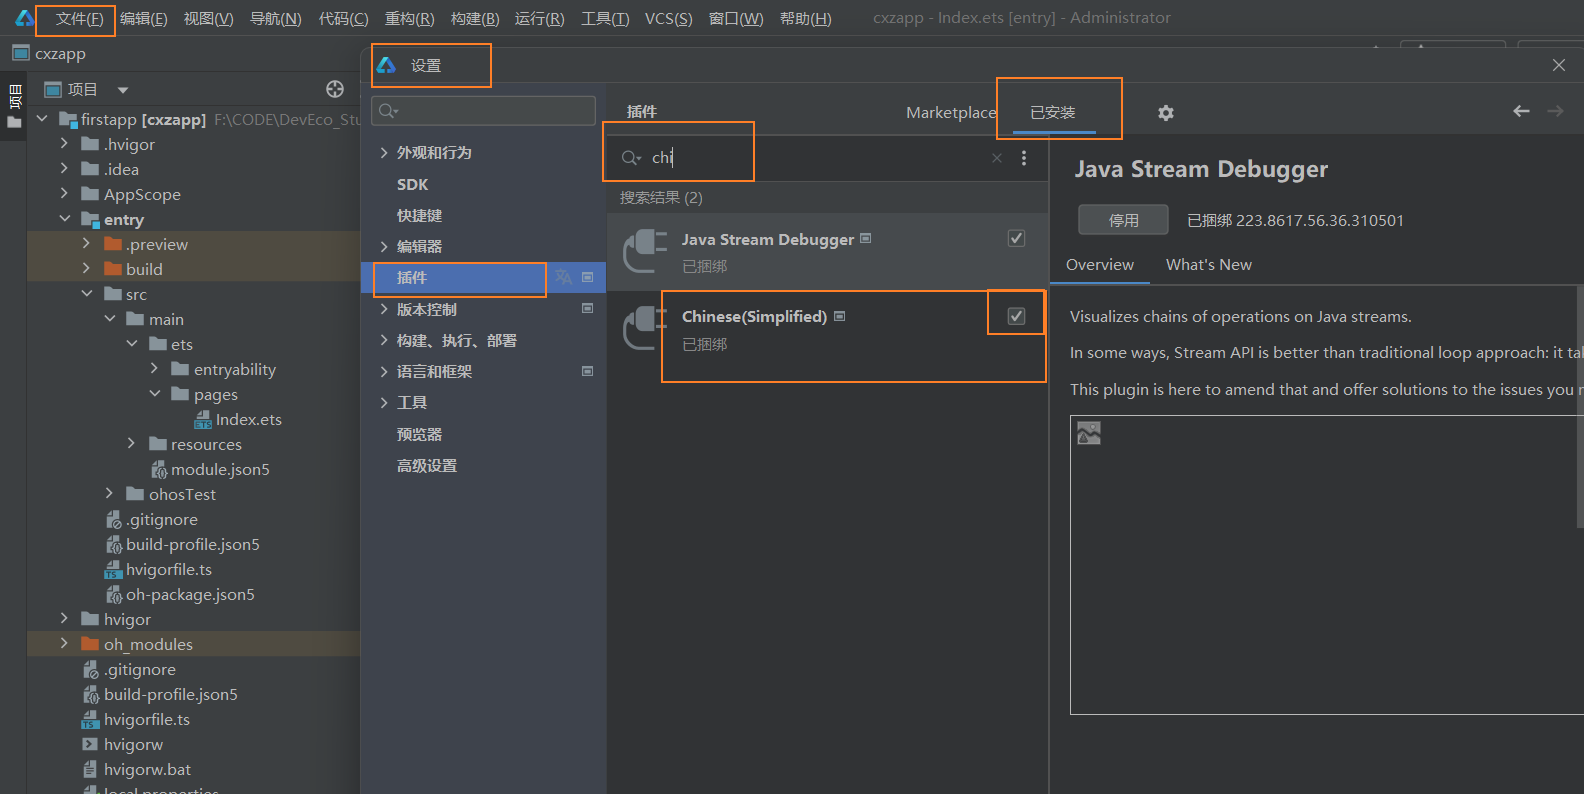 文件(F) 编辑(E) 视图(V) 导航(N) 代码(C) 重构(R) 构建(B) 运行(R) 工具(T) VCS(S) 窗口(W) 帮助(H) cxzapp - Index.ets [entry] - Administrator
cxzapp
项目
项目
firstapp [cxzapp] F:\CODE\DevEco_Stu
.hvigor
.idea
AppScope
entry
.preview
build
src
main
ets
entryability
pages
Index.ets
resources
module.json5
ohosTest
.gitignore
build-profile.json5
hvigorfile.ts
oh-package.json5
hvigor
oh_modules
.gitignore
build-profile.json5
hvigorfile.ts
hvigorw
hvigorw.bat
local.properties
设置
外观和行为
SDK
快捷键
编辑器
插件
版本控制
构建、执行、部署
语言和框架
工具
预览器
高级设置
插件 Marketplace 已安装
chi
搜索结果 (2)
Java Stream Debugger
已捆绑
Chinese(Simplified)
已捆绑
Java Stream Debugger
停用 已捆绑 223.8617.56.36.310501
Overview What's New
Visualizes chains of operations on Java streams.
In some ways, Stream API is better than traditional loop approach: it tak
This plugin is here to amend that and offer solutions to the issues you